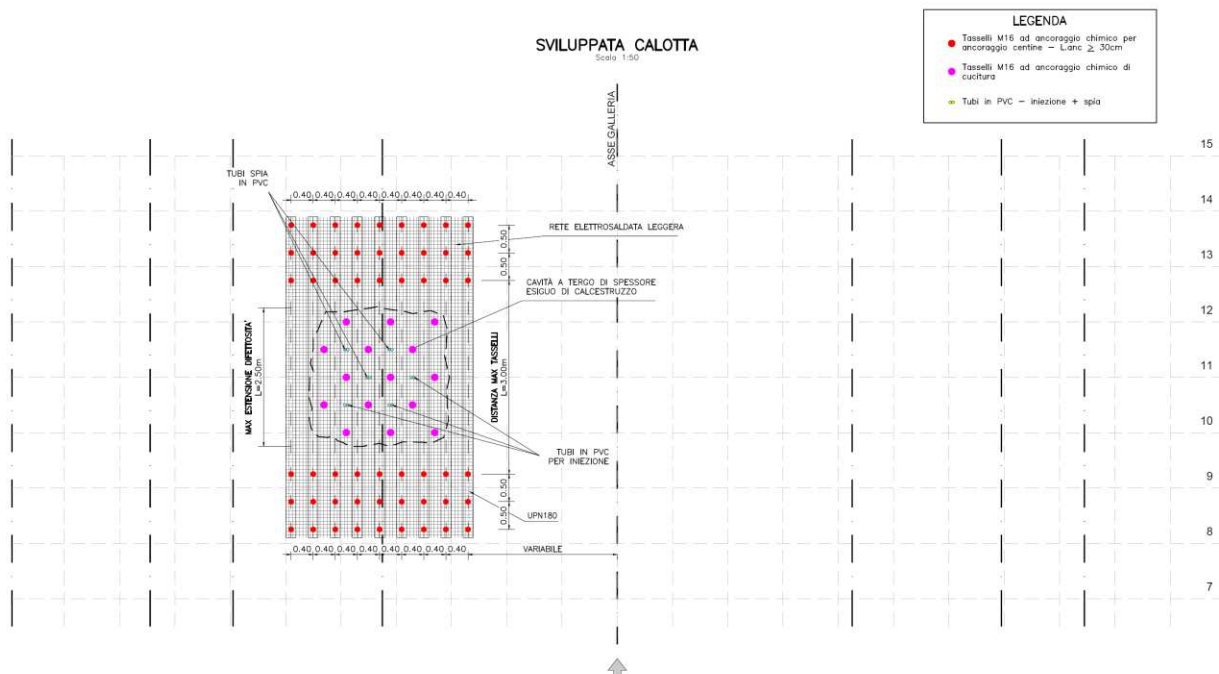 SVILUPPATA CALOTTA
Scala 1:50
LEGENDA
Tasselli M16 ad ancoraggio chimico per
ancoraggio centine – L.anc ≥ 30cm
Tasselli M16 ad ancoraggio chimico di
cucitura
Tubi in PVC – iniezione + spia
ASSE GALLERIA
15
14
13
12
11
10
9
8
7
TUBI SPIA
IN PVC
0.40 0.40 0.40 0.40 0.40 0.40 0.40 0.40
RETE ELETTROSALDATA LEGGERA
0.50
0.50
CAVITÀ A TERGO DI SPESSORE
ESIGUO DI CALCESTRUZZO
MAX ESTENSIONE DIFETTOSITA'
L=2.50m
DISTANZA MAX TASSELLI
L=3.00m
TUBI IN PVC
PER INIEZIONE
0.50
0.50
UPN180
0.40 0.40 0.40 0.40 0.40 0.40 0.40 0.40
VARIABILE